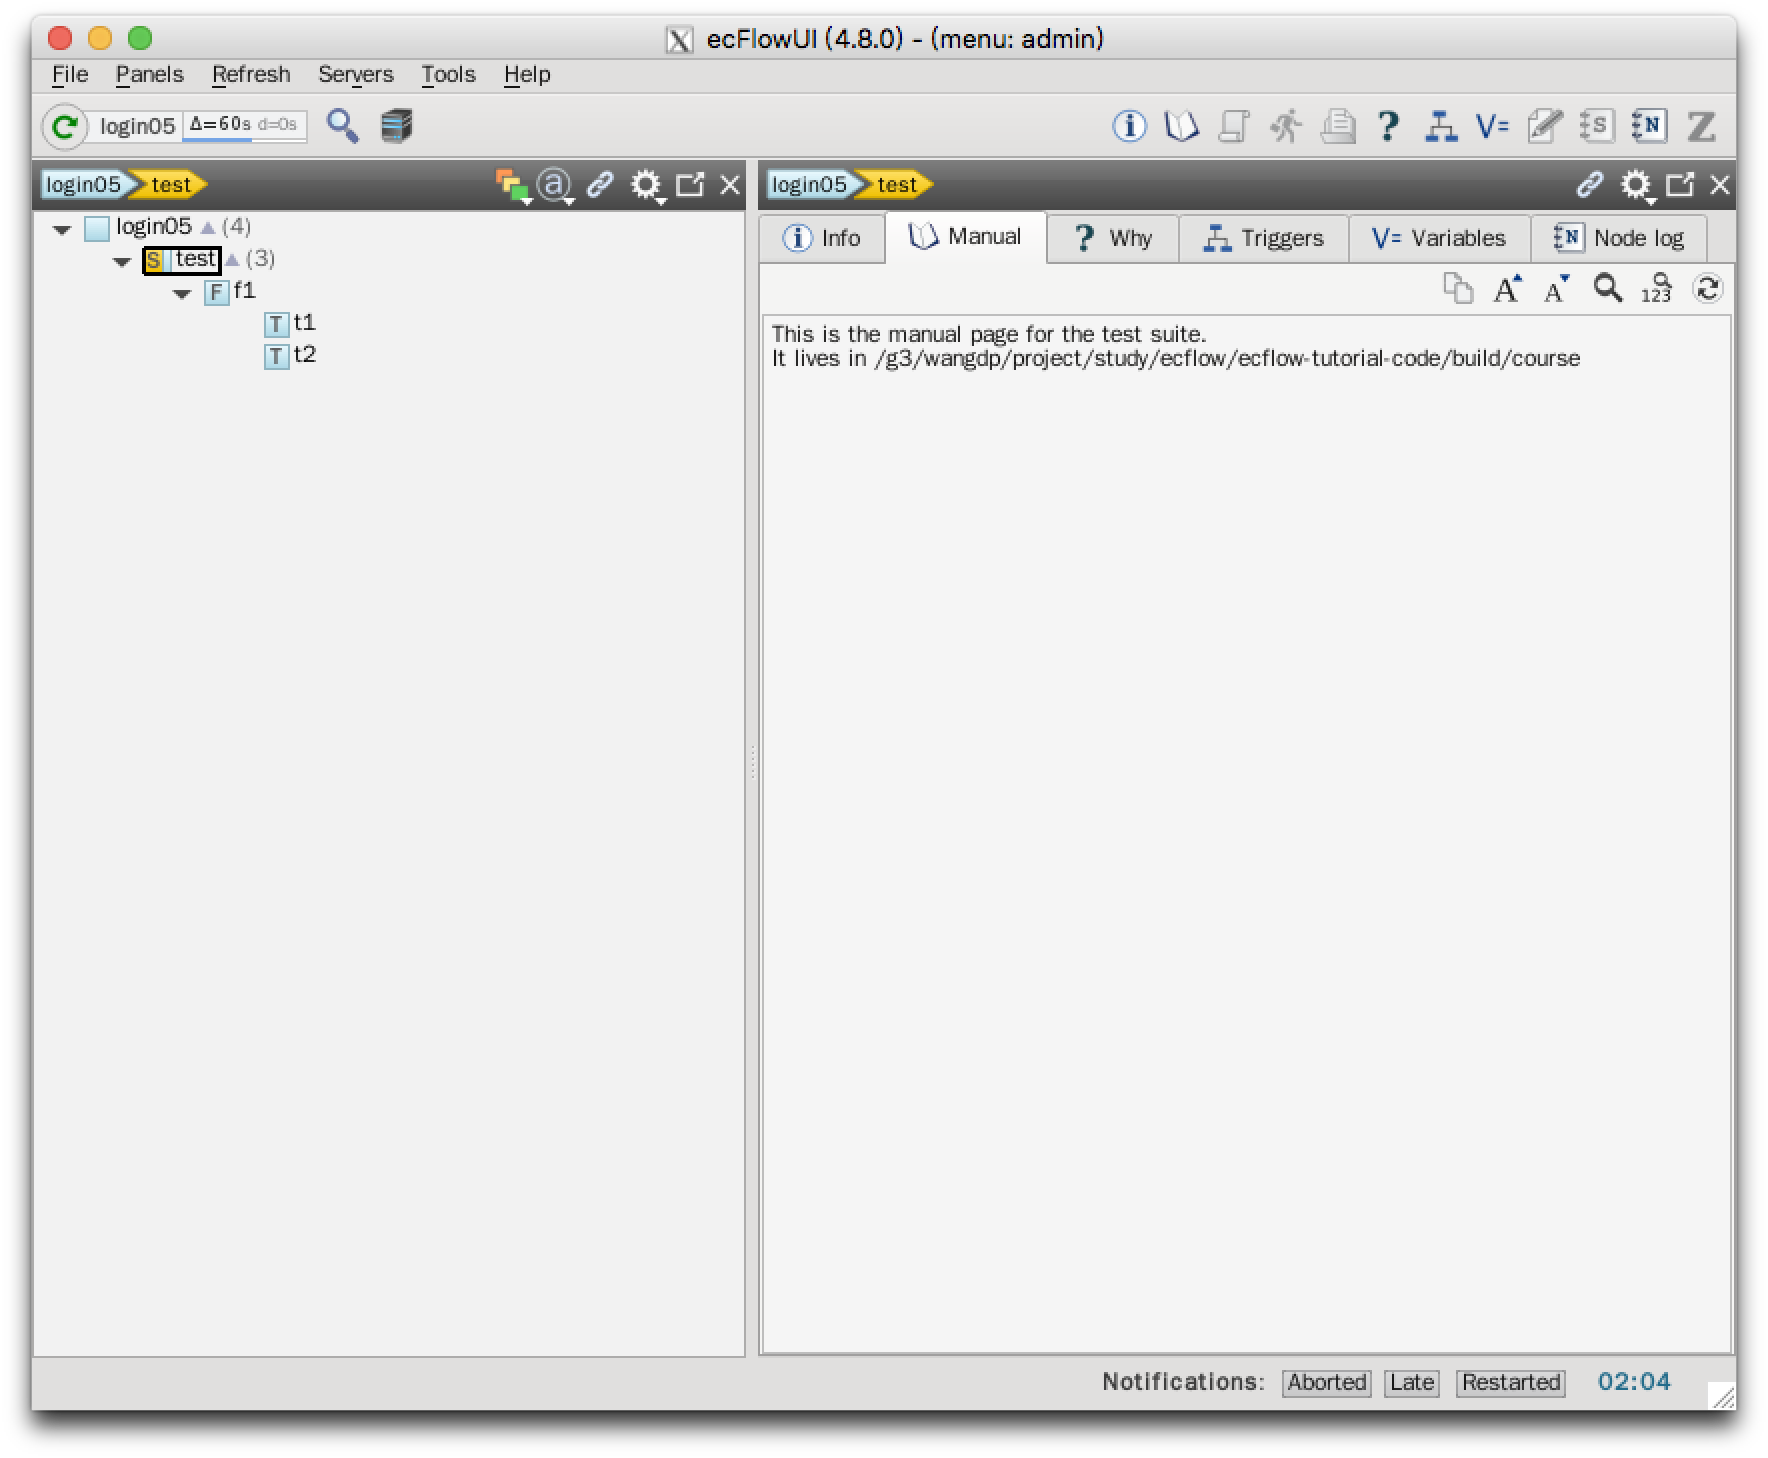 ecFlowUI (4.8.0) - (menu: admin)
File Panels Refresh Servers Tools Help
login05 Δ=60s d=0s
login05 test
login05 (4)
S test (3)
F f1
T t1
T t2
login05 test
Info Manual Why Triggers V= Variables Node log
This is the manual page for the test suite.
It lives in /g3/wangdp/project/study/ecflow/ecflow-tutorial-code/build/course
Notifications: Aborted Late Restarted 02:04